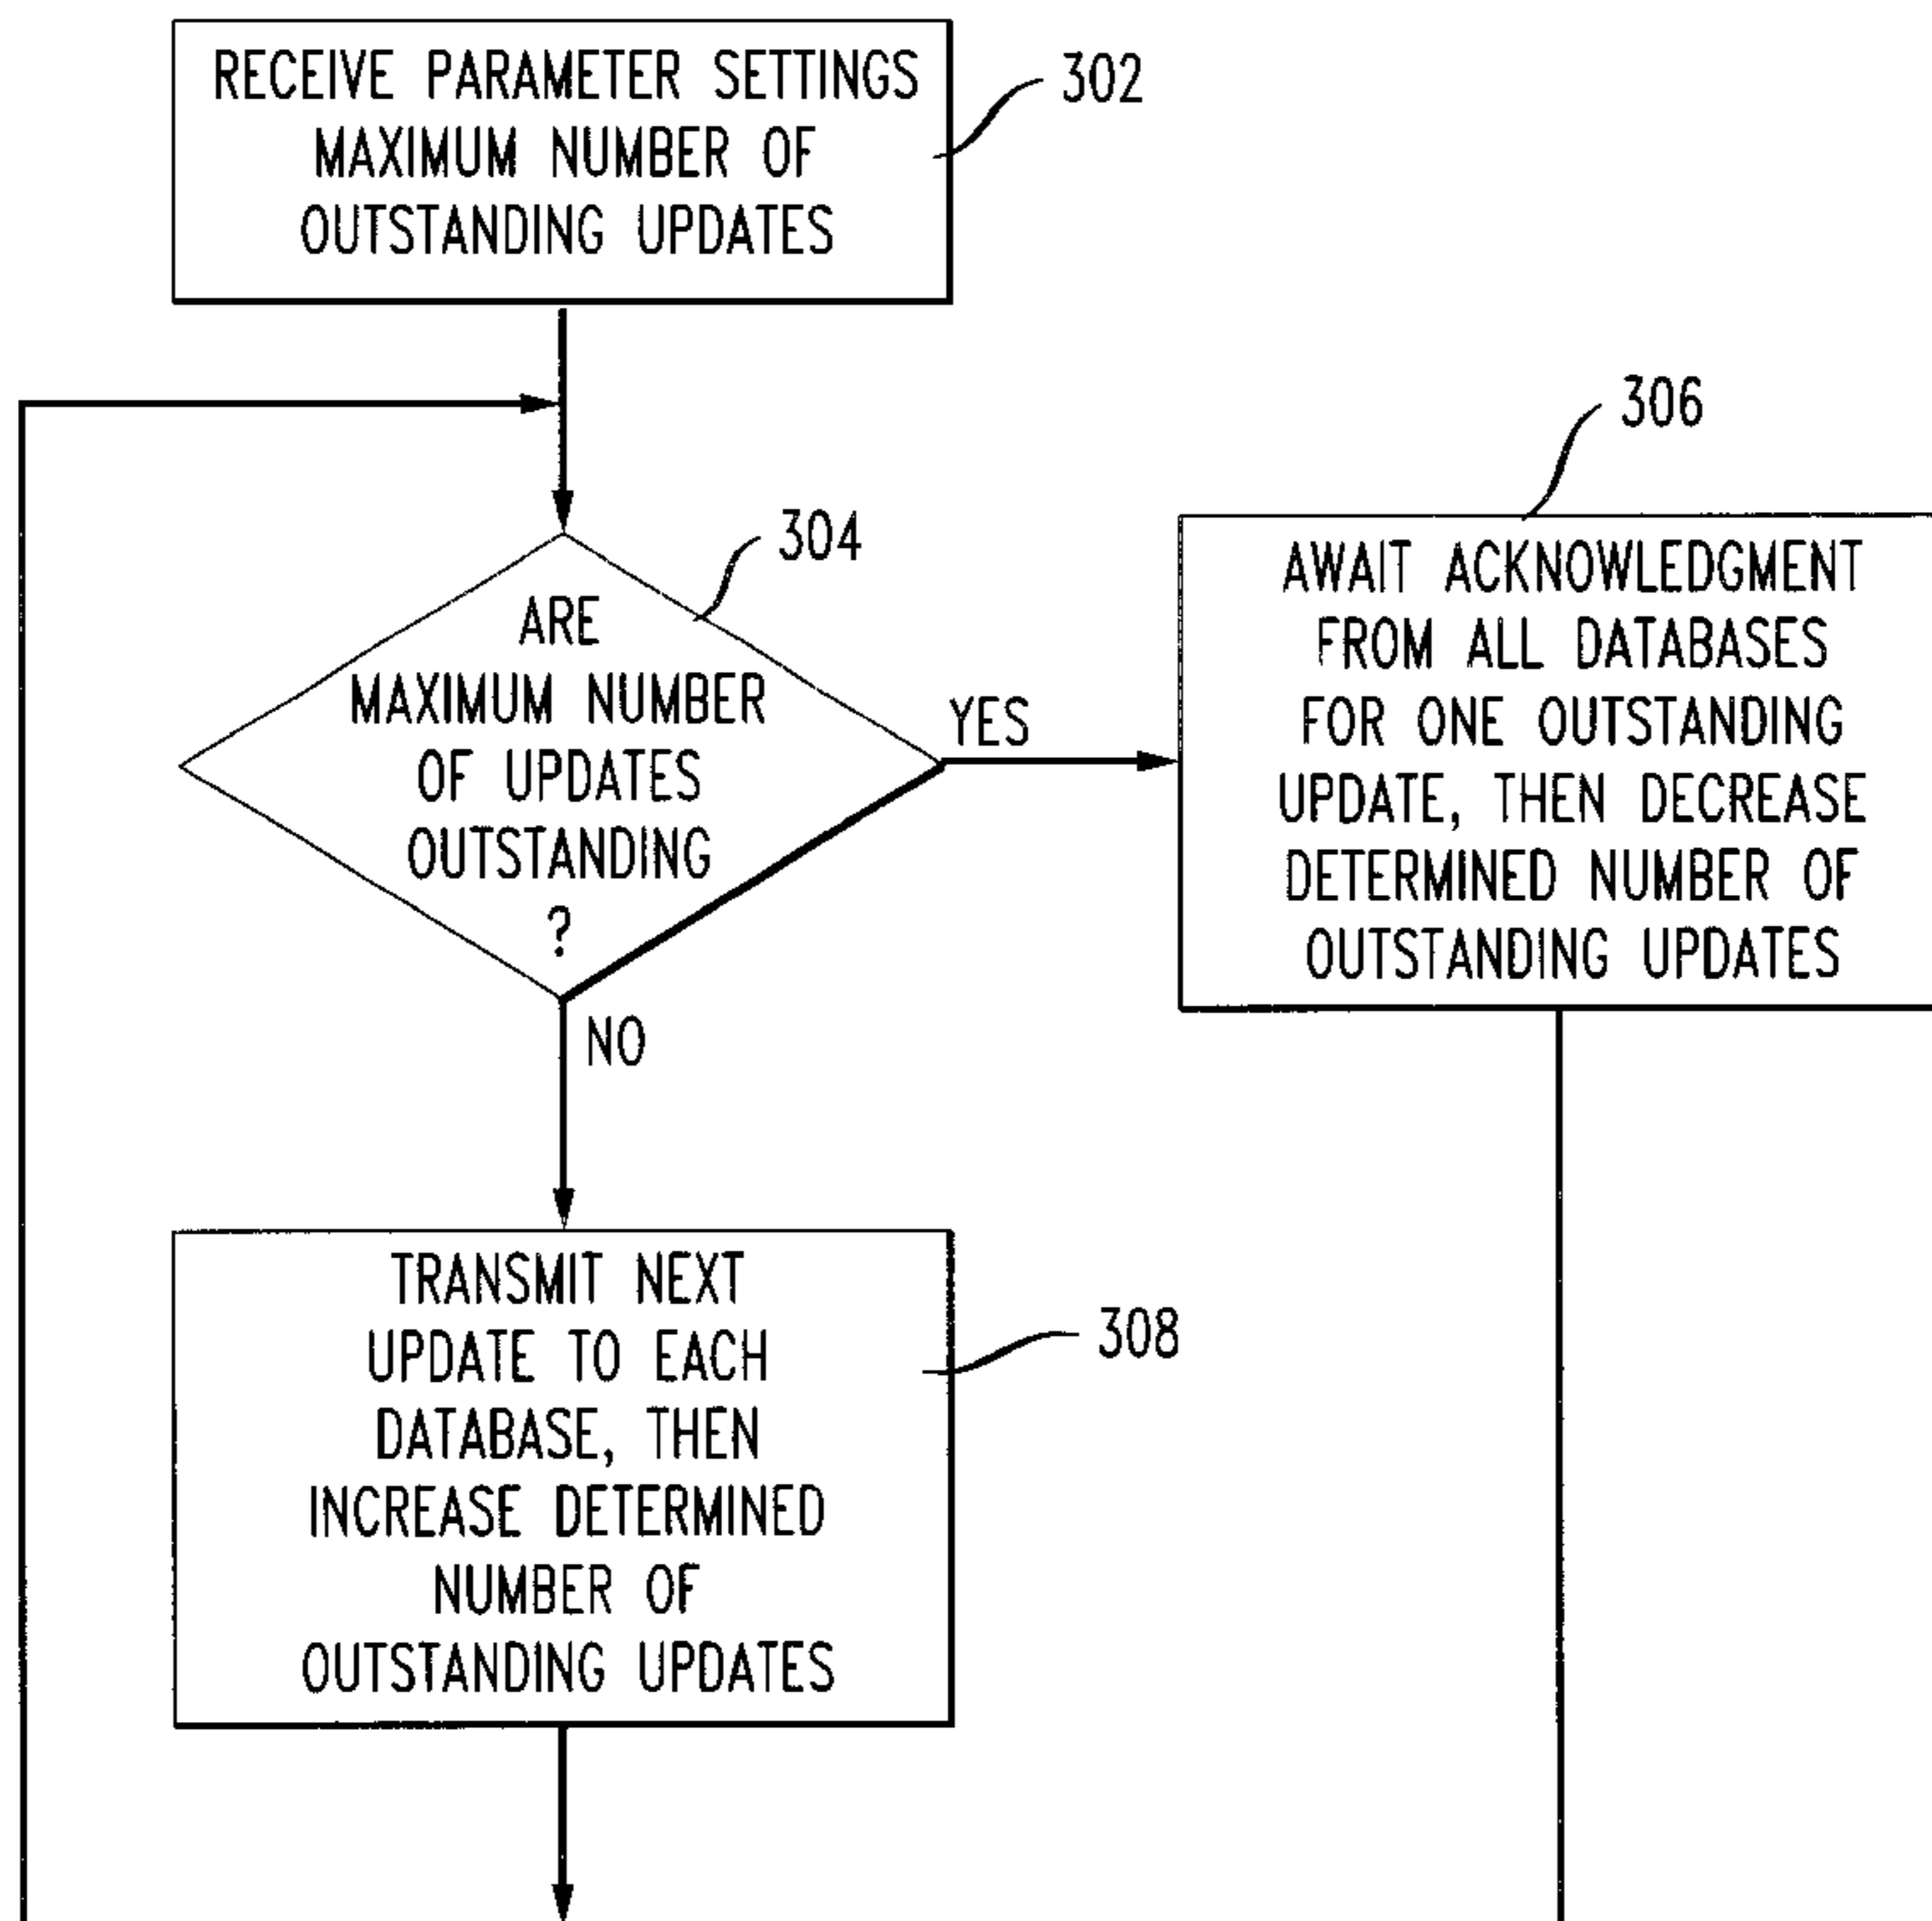 RECEIVE PARAMETER SETTINGS
MAXIMUM NUMBER OF
OUTSTANDING UPDATES
302
304
ARE
MAXIMUM NUMBER
OF UPDATES
OUTSTANDING
?
YES
NO
306
AWAIT ACKNOWLEDGMENT
FROM ALL DATABASES
FOR ONE OUTSTANDING
UPDATE, THEN DECREASE
DETERMINED NUMBER OF
OUTSTANDING UPDATES
TRANSMIT NEXT
UPDATE TO EACH
DATABASE, THEN
INCREASE DETERMINED
NUMBER OF
OUTSTANDING UPDATES
308